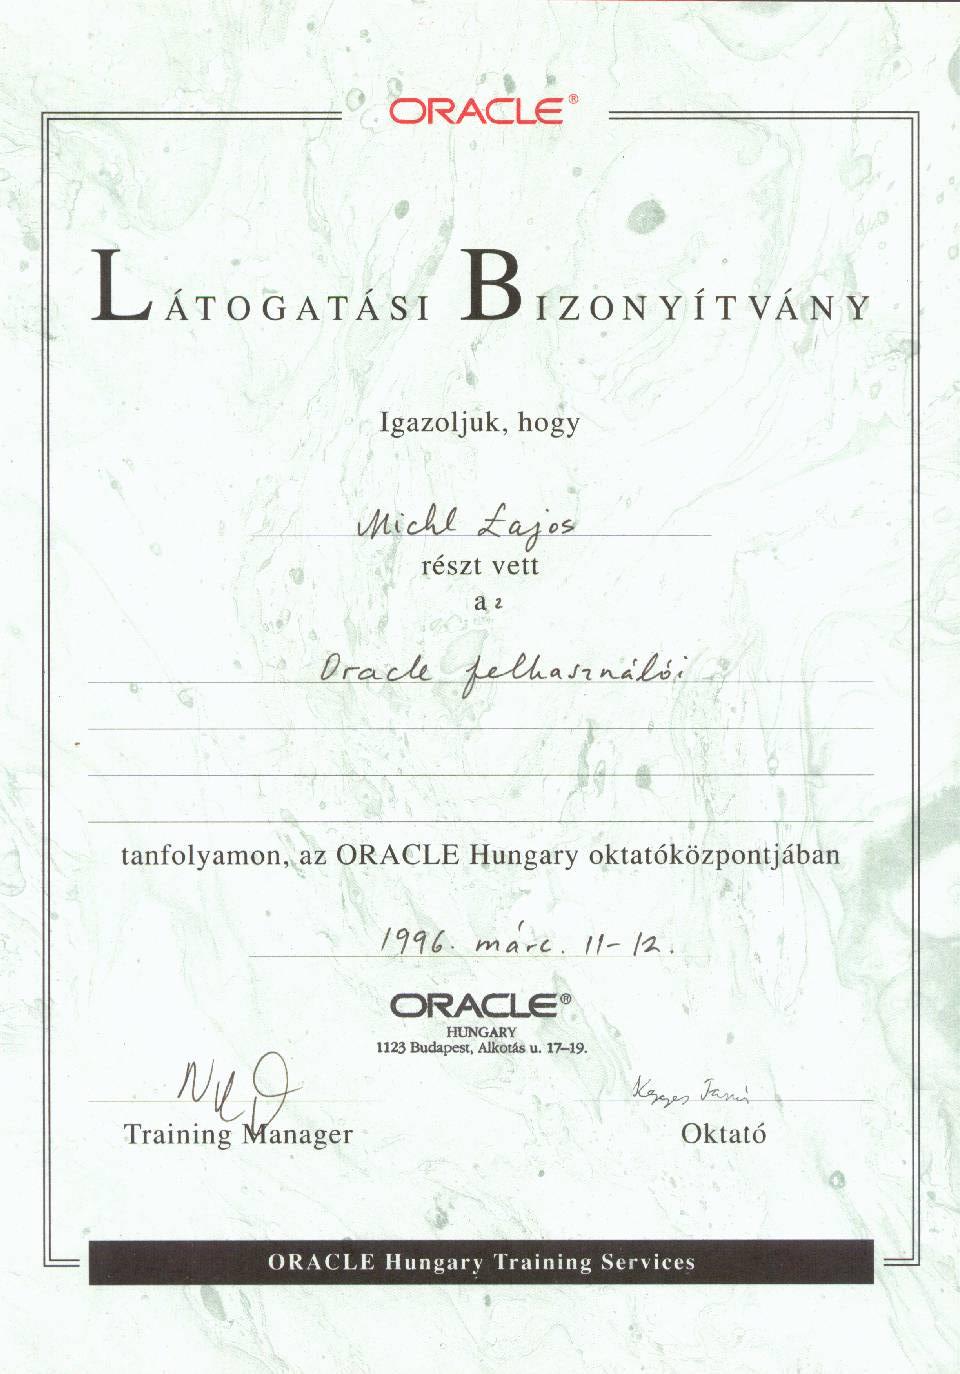 ORACLE®
LÁTOGATÁSI BIZONYÍTVÁNY
Igazoljuk, hogy
Michl Lajos
részt vett
a z
Oracle felhasználói
tanfolyamon, az ORACLE Hungary oktatóközpontjában
1996. márc. 11-12.
ORACLE®
HUNGARY
1123 Budapest, Alkotás u. 17–19.
Training Manager
Oktató
ORACLE Hungary Training Services